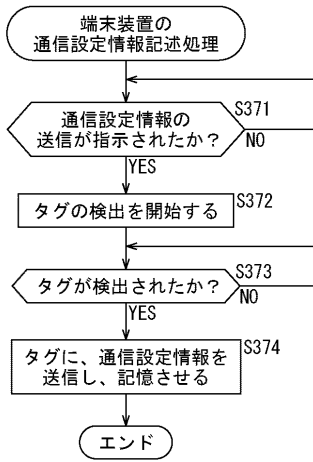 端末装置の
通信設定情報記述処理
通信設定情報の
送信が指示されたか?
S371
NO
YES
タグの検出を開始する
S372
タグが検出されたか?
S373
NO
YES
タグに、通信設定情報を
送信し、記憶させる
S374
エンド